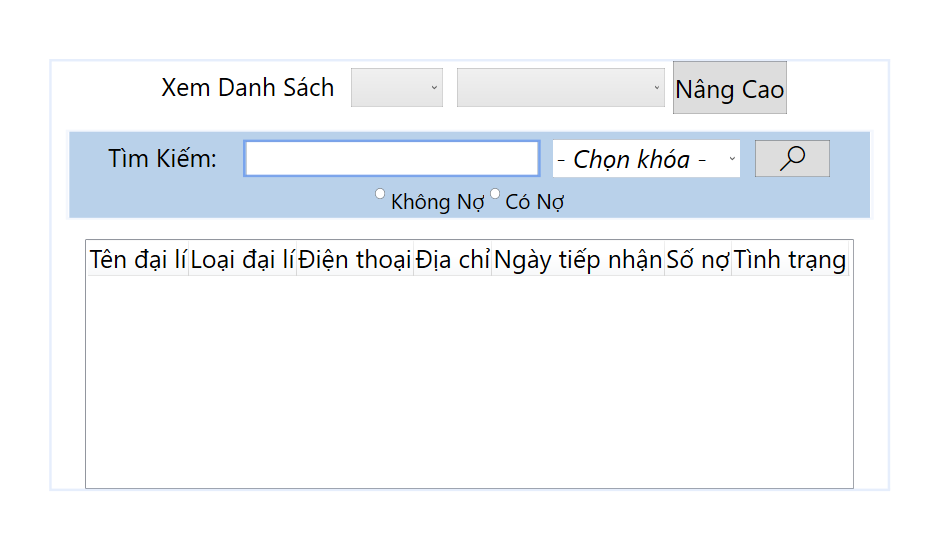 Xem Danh Sách Nâng Cao
Tìm Kiếm: - Chọn khóa -
Không Nợ Có Nợ
Tên đại lí Loại đại lí Điện thoại Địa chỉ Ngày tiếp nhận Số nợ Tình trạng